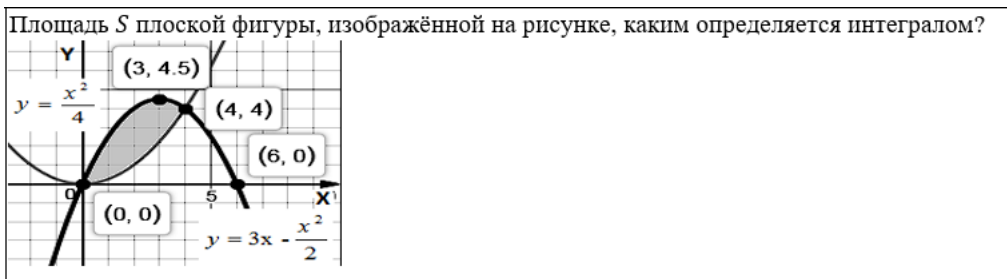 Площадь S плоской фигуры, изображённой на рисунке, каким определяется интегралом?
Y
(3, 4.5)
y = x²/4
(4, 4)
(6, 0)
0
5
X
(0, 0)
y = 3x - x²/2